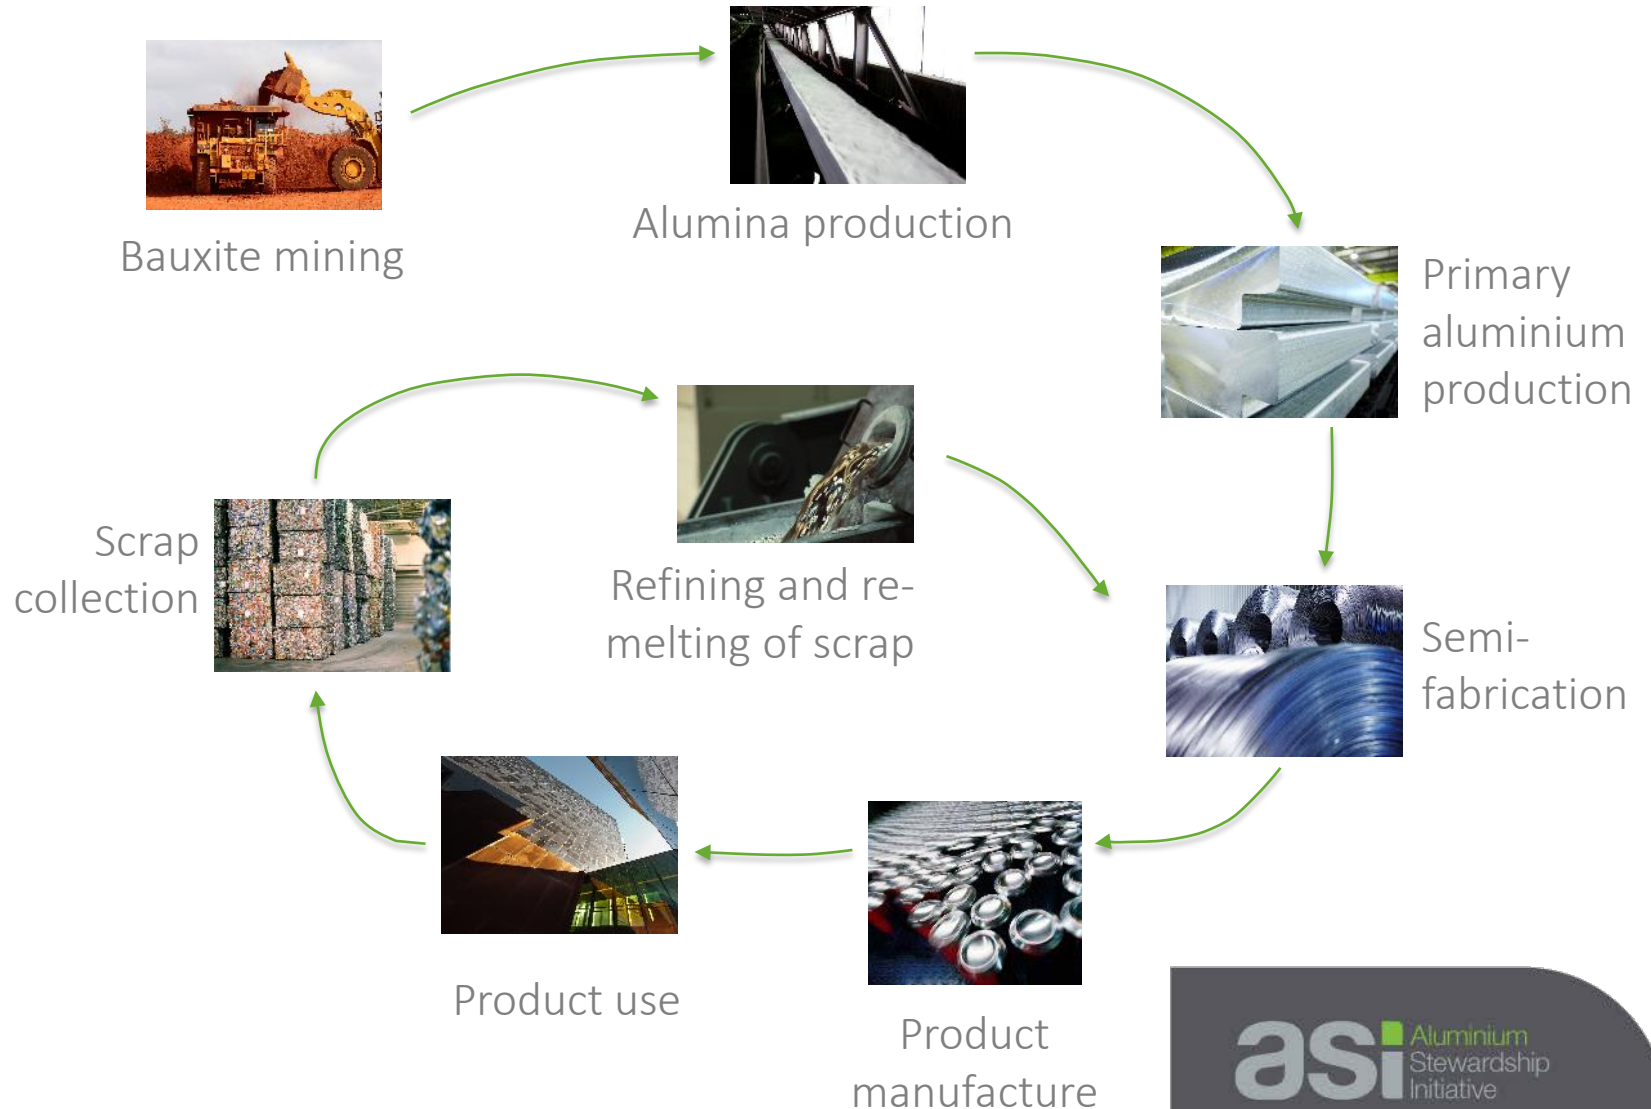 Bauxite mining
Alumina production
Primary
aluminium
production
Scrap
collection
Refining and re-
melting of scrap
Semi-
fabrication
Product use
Product
manufacture
asi
Aluminium
Stewardship
Initiative